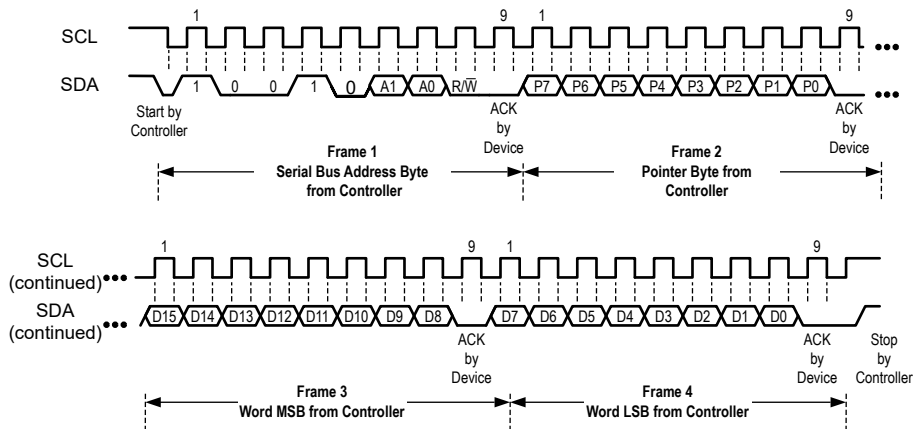 1 9 1 9
SCL
SDA 1 0 0 1 0 A1 A0 R/W̅ P7 P6 P5 P4 P3 P2 P1 P0
Start by
Controller
ACK
by
Device
ACK
by
Device
Frame 1
Serial Bus Address Byte
from Controller
Frame 2
Pointer Byte from
Controller
1 9 1 9
SCL
(continued)
SDA
(continued)
D15 D14 D13 D12 D11 D10 D9 D8 D7 D6 D5 D4 D3 D2 D1 D0
ACK
by
Device
ACK
by
Device
Stop
by
Controller
Frame 3
Word MSB from Controller
Frame 4
Word LSB from Controller